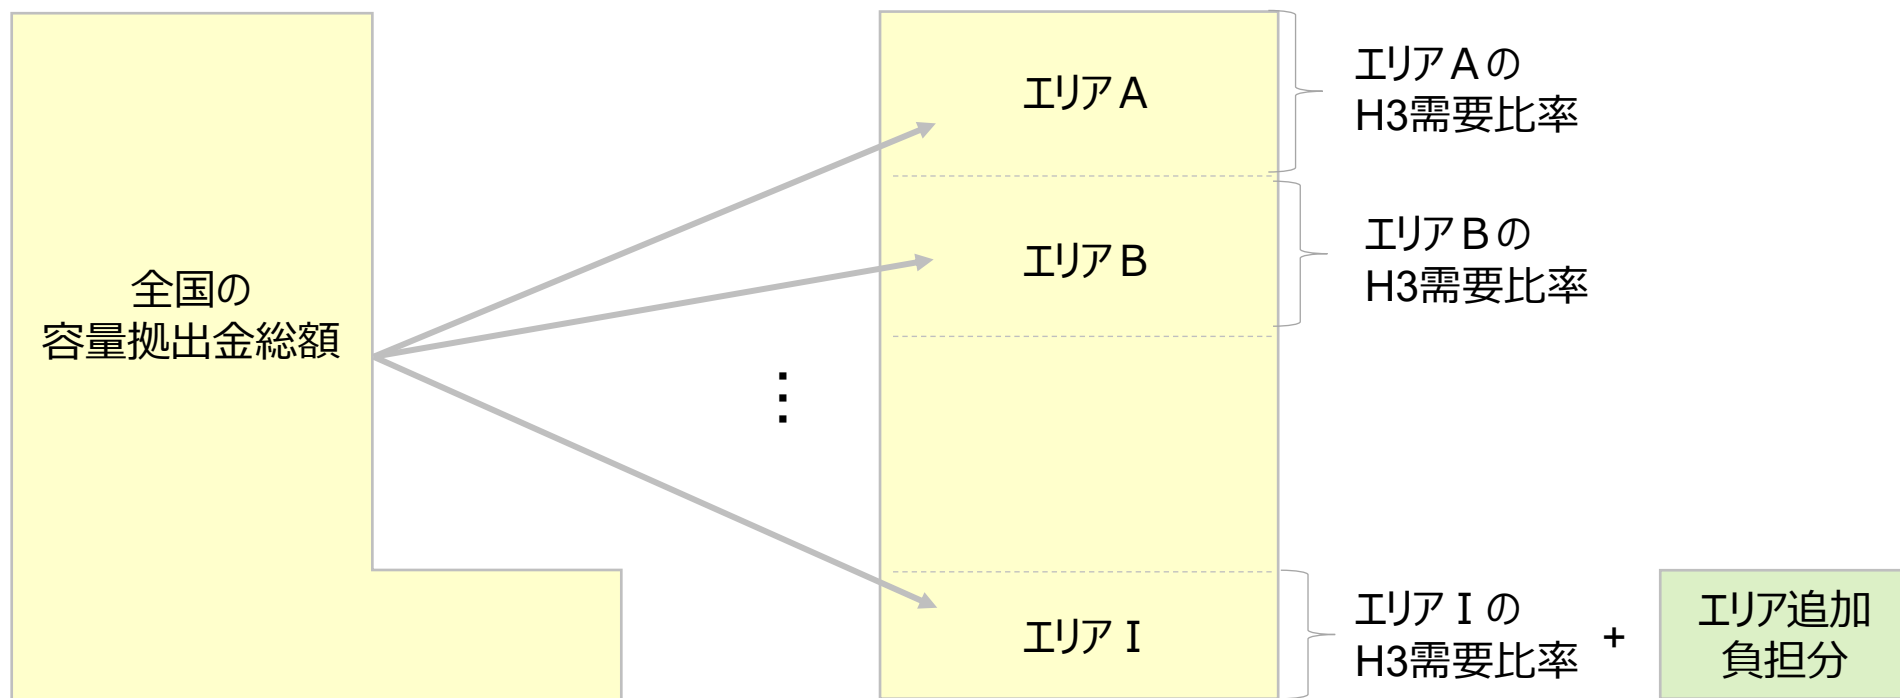 全国の
容量拠出金総額
エリアA
エリアB
⋮
エリアI
エリアAの
H3需要比率
エリアBの
H3需要比率
エリアIの
H3需要比率
+
エリア追加
負担分